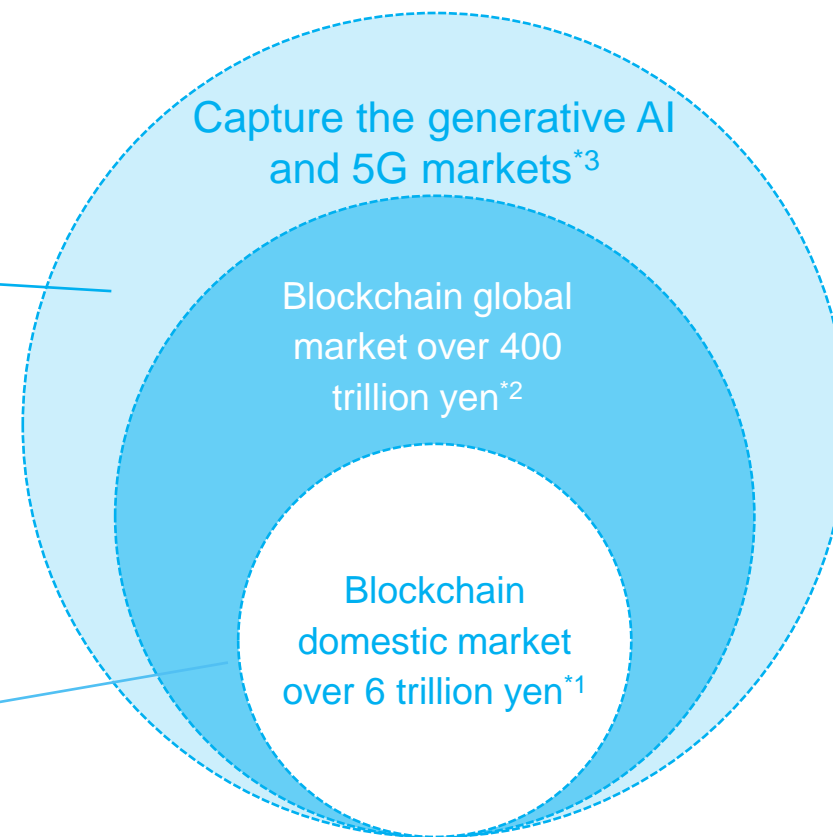 Capture the generative AI
and 5G markets*3
Blockchain global
market over 400
trillion yen*2
Blockchain
domestic market
over 6 trillion yen*1